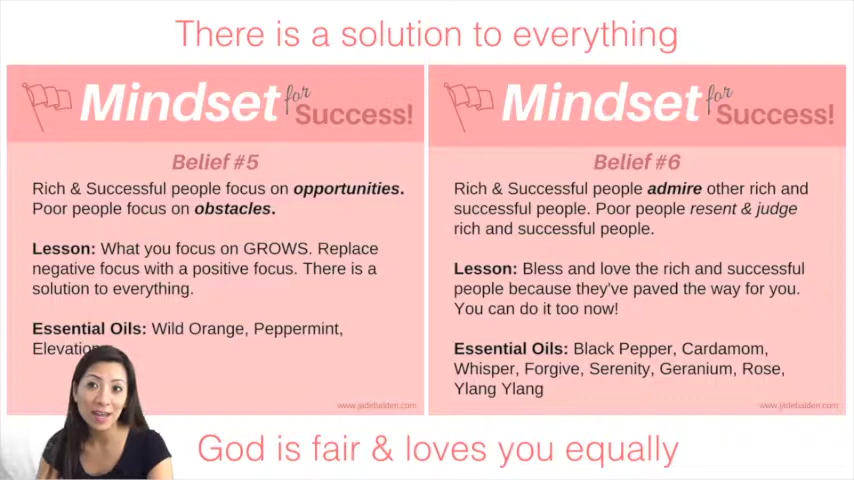 There is a solution to everything
Mindset for Success!
Belief #5
Rich & Successful people focus on opportunities.
Poor people focus on obstacles.
Lesson: What you focus on GROWS. Replace
negative focus with a positive focus. There is a
solution to everything.
Essential Oils: Wild Orange, Peppermint,
Elevation
www.jadebalden.com
Mindset for Success!
Belief #6
Rich & Successful people admire other rich and
successful people. Poor people resent & judge
rich and successful people.
Lesson: Bless and love the rich and successful
people because they've paved the way for you.
You can do it too now!
Essential Oils: Black Pepper, Cardamom,
Whisper, Forgive, Serenity, Geranium, Rose,
Ylang Ylang
www.jadebalden.com
God is fair & loves you equally